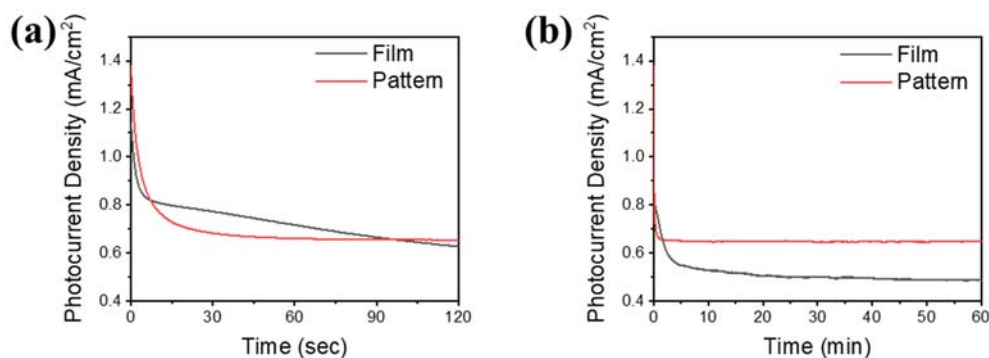 (a)
Photocurrent Density (mA/cm²)
1.4
1.2
1.0
0.8
0.6
0.4
Film
Pattern
0
30
60
90
120
Time (sec)
(b)
Photocurrent Density (mA/cm²)
1.4
1.2
1.0
0.8
0.6
0.4
Film
Pattern
0
10
20
30
40
50
60
Time (min)